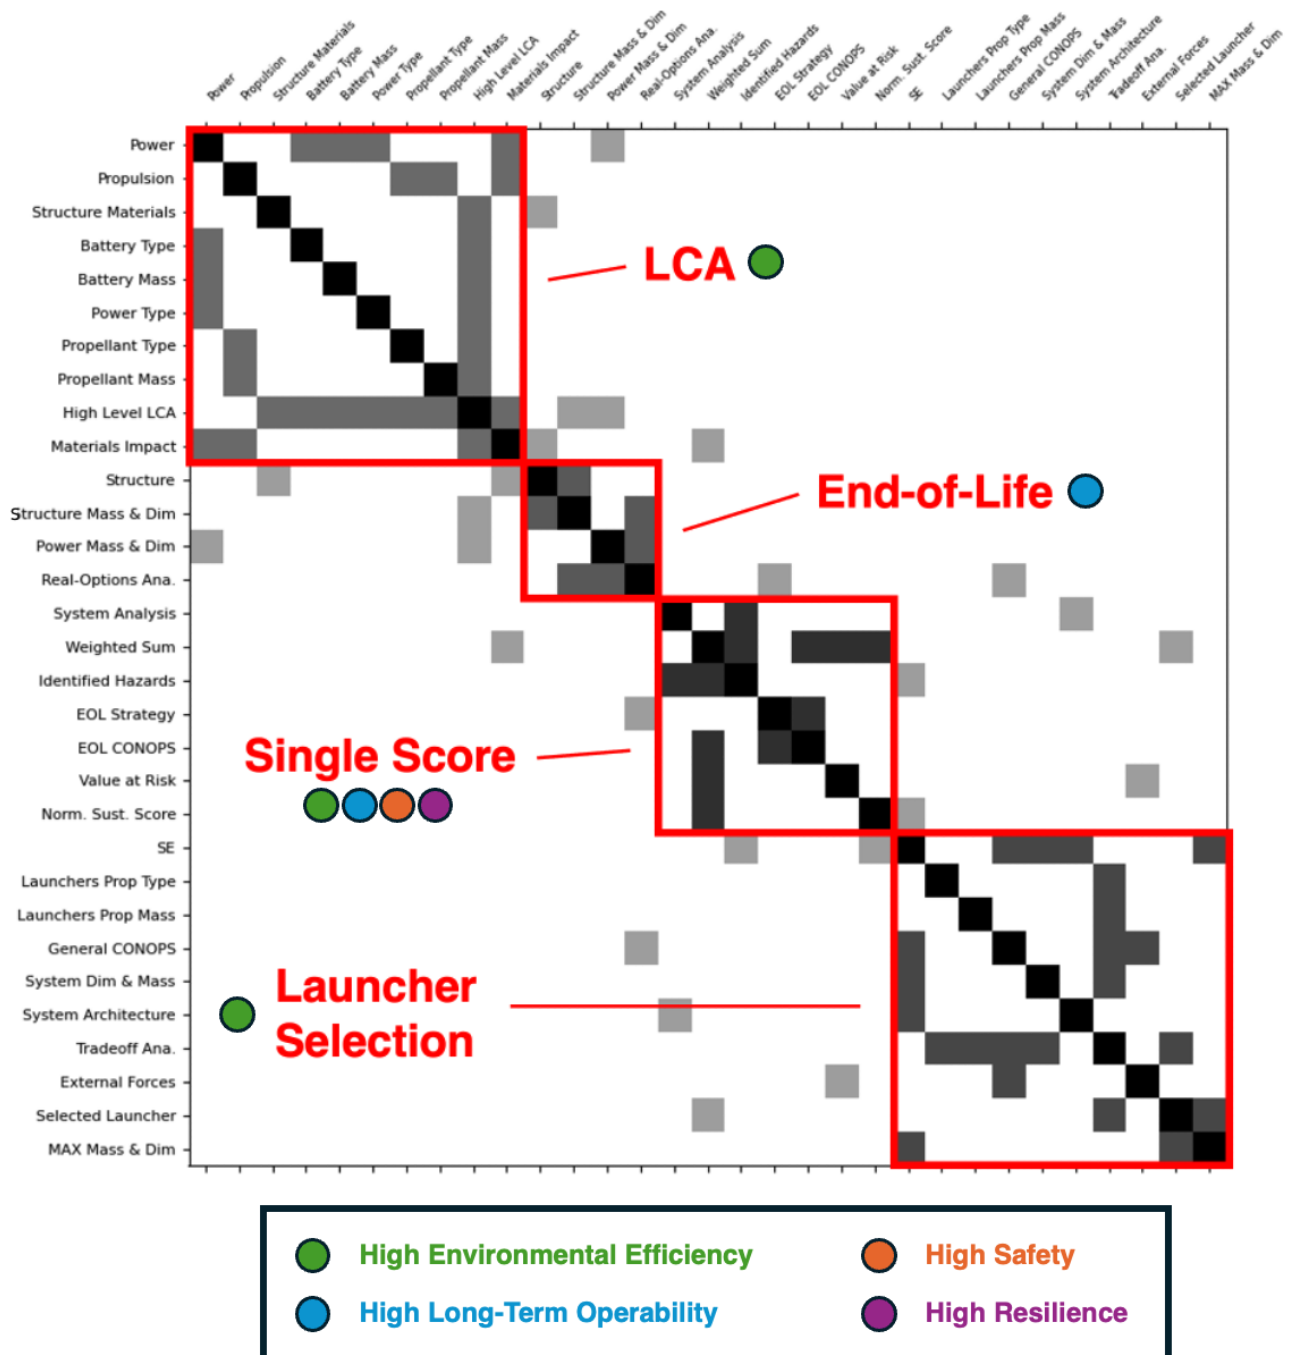 Power
Propulsion
Structure Materials
Battery Type
Battery Mass
Power Type
Propellant Type
Propellant Mass
High Level LCA
Materials Impact
Structure
Structure Mass & Dim
Power Mass & Dim
Real-Options Ana.
System Analysis
Weighted Sum
Identified Hazards
EOL Strategy
EOL CONOPS
Value at Risk
Norm. Sust. Score
SE
Launchers Prop Type
Launchers Prop Mass
General CONOPS
System Dim & Mass
System Architecture
Tradeoff Ana.
External Forces
Selected Launcher
MAX Mass & Dim
Power
Propulsion
Structure Materials
Battery Type
Battery Mass
Power Type
Propellant Type
Propellant Mass
High Level LCA
Materials Impact
Structure
Structure Mass & Dim
Power Mass & Dim
Real-Options Ana.
System Analysis
Weighted Sum
Identified Hazards
EOL Strategy
EOL CONOPS
Value at Risk
Norm. Sust. Score
SE
Launchers Prop Type
Launchers Prop Mass
General CONOPS
System Dim & Mass
System Architecture
Tradeoff Ana.
External Forces
Selected Launcher
MAX Mass & Dim
LCA
End-of-Life
Single Score
Launcher
Selection
High Environmental Efficiency
High Safety
High Long-Term Operability
High Resilience